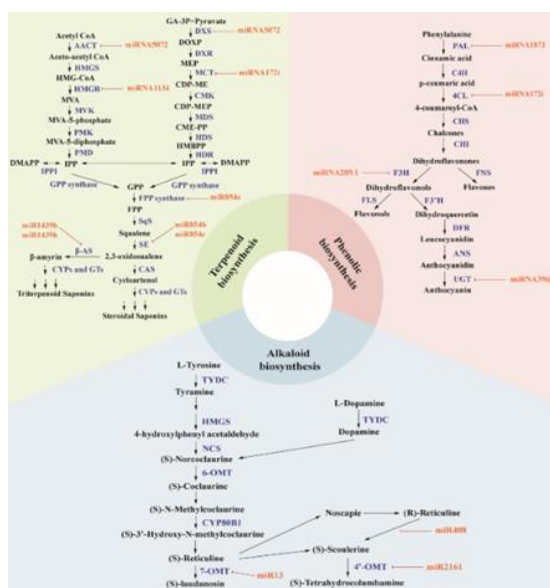 Acetyl CoA
AACT
miRNA5072
Aceto-acetyl CoA
HMGS
HMG-CoA
HMGR
miRNA1134
MVA
MVK
MVA-5-phosphate
PMK
MVA-5-diphosphate
PMD
DMAPP
IPP
IPPI
GPP synthase
GA-3P+Pyruvate
DXS
miRNA5072
DOXP
DXR
MEP
MCT
miRNA172i
CDP-ME
CMK
CDP-MEP
MDS
CME-PP
HDS
HMBPP
HDR
IPP
DMAPP
IPPI
GPP synthase
GPP
FPP synthase
miR854e
FPP
SqS
Squalene
SE
miR854b
miR854e
2,3-oxidosqualene
miR1439h
miR1439h
β-AS
β-amyrin
CYPs and GTs
Triterpenoid Saponins
CAS
Cycloartenol
CYPs and GTs
Steroidal Saponins
Phenylalanine
PAL
miRNA1873
Cinnamic acid
C4H
p-coumaric acid
4CL
miRNA172i
4-coumaroyl-CoA
CHS
Chalcones
CHI
Dihydroflavonones
F3H
FNS
Flavones
Dihydroflavonols
FLS
F3'H
Flavonols
Dihydroquercetin
DFR
Leucocyanidin
ANS
Anthocyanidin
UGT
Anthocyanin
Terpenoid biosynthesis
Phenolic biosynthesis
Alkaloid biosynthesis
L-Tyrosine
TYDC
Tyramine
HMGS
4-hydroxylphenyl acetaldehyde
NCS
(S)-Norcoclaurine
6-OMT
(S)-Coclaurine
(S)-N-Methylcoclaurine
CYP80B1
(S)-3'-Hydroxy-N-methylcoclaurine
(S)-Reticuline
7-OMT
miR13
(S)-laudanosin
L-Dopamine
TYDC
Dopamine
Noscapie
(R)-Reticuline
miR408
(S)-Scoulerine
4'-OMT
miR2161
(S)-Tetrahydrocolumbamine